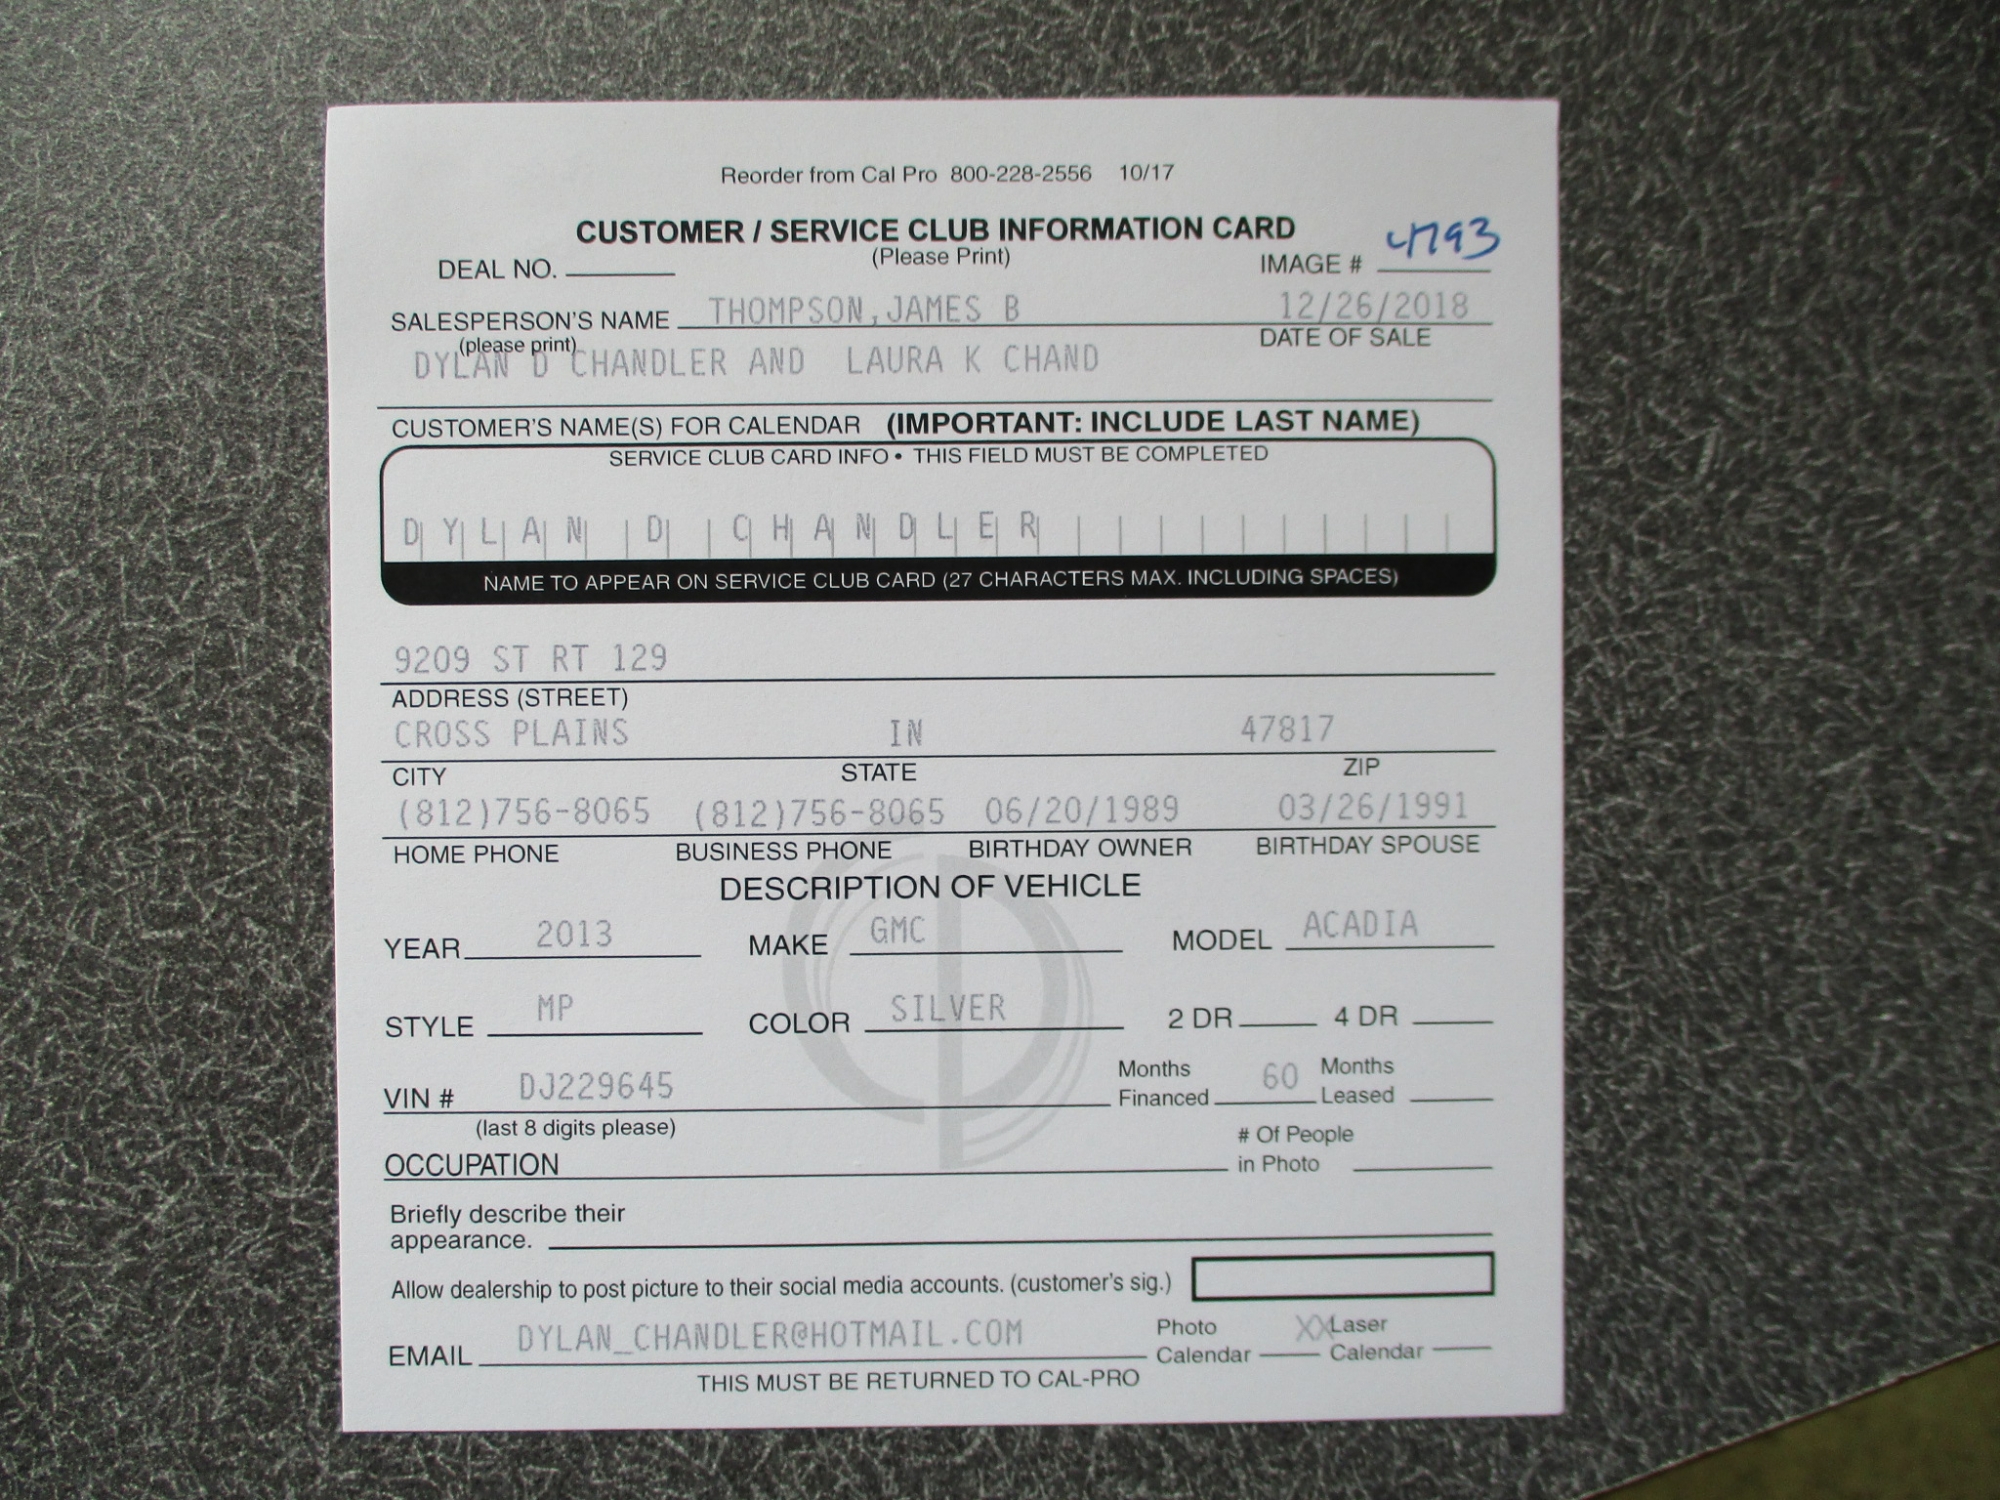 Reorder from Cal Pro 800-228-2556 10/17
CUSTOMER / SERVICE CLUB INFORMATION CARD
(Please Print)
DEAL NO. IMAGE # 4793
SALESPERSON'S NAME THOMPSON,JAMES B 12/26/2018
(please print) DATE OF SALE
DYLAN D CHANDLER AND LAURA K CHAND
CUSTOMER'S NAME(S) FOR CALENDAR (IMPORTANT: INCLUDE LAST NAME)
SERVICE CLUB CARD INFO • THIS FIELD MUST BE COMPLETED
DYLAN D CHANDLER
NAME TO APPEAR ON SERVICE CLUB CARD (27 CHARACTERS MAX. INCLUDING SPACES)
9209 ST RT 129
ADDRESS (STREET)
CROSS PLAINS IN 47817
CITY STATE ZIP
(812)756-8065 (812)756-8065 06/20/1989 03/26/1991
HOME PHONE BUSINESS PHONE BIRTHDAY OWNER BIRTHDAY SPOUSE
DESCRIPTION OF VEHICLE
YEAR 2013 MAKE GMC MODEL ACADIA
STYLE MP COLOR SILVER 2 DR 4 DR
VIN # DJ229645 Months Financed 60 Months Leased
(last 8 digits please)
OCCUPATION # Of People in Photo
Briefly describe their
appearance.
Allow dealership to post picture to their social media accounts. (customer's sig.)
EMAIL DYLAN_CHANDLER@HOTMAIL.COM Photo Calendar XX Laser Calendar
THIS MUST BE RETURNED TO CAL-PRO